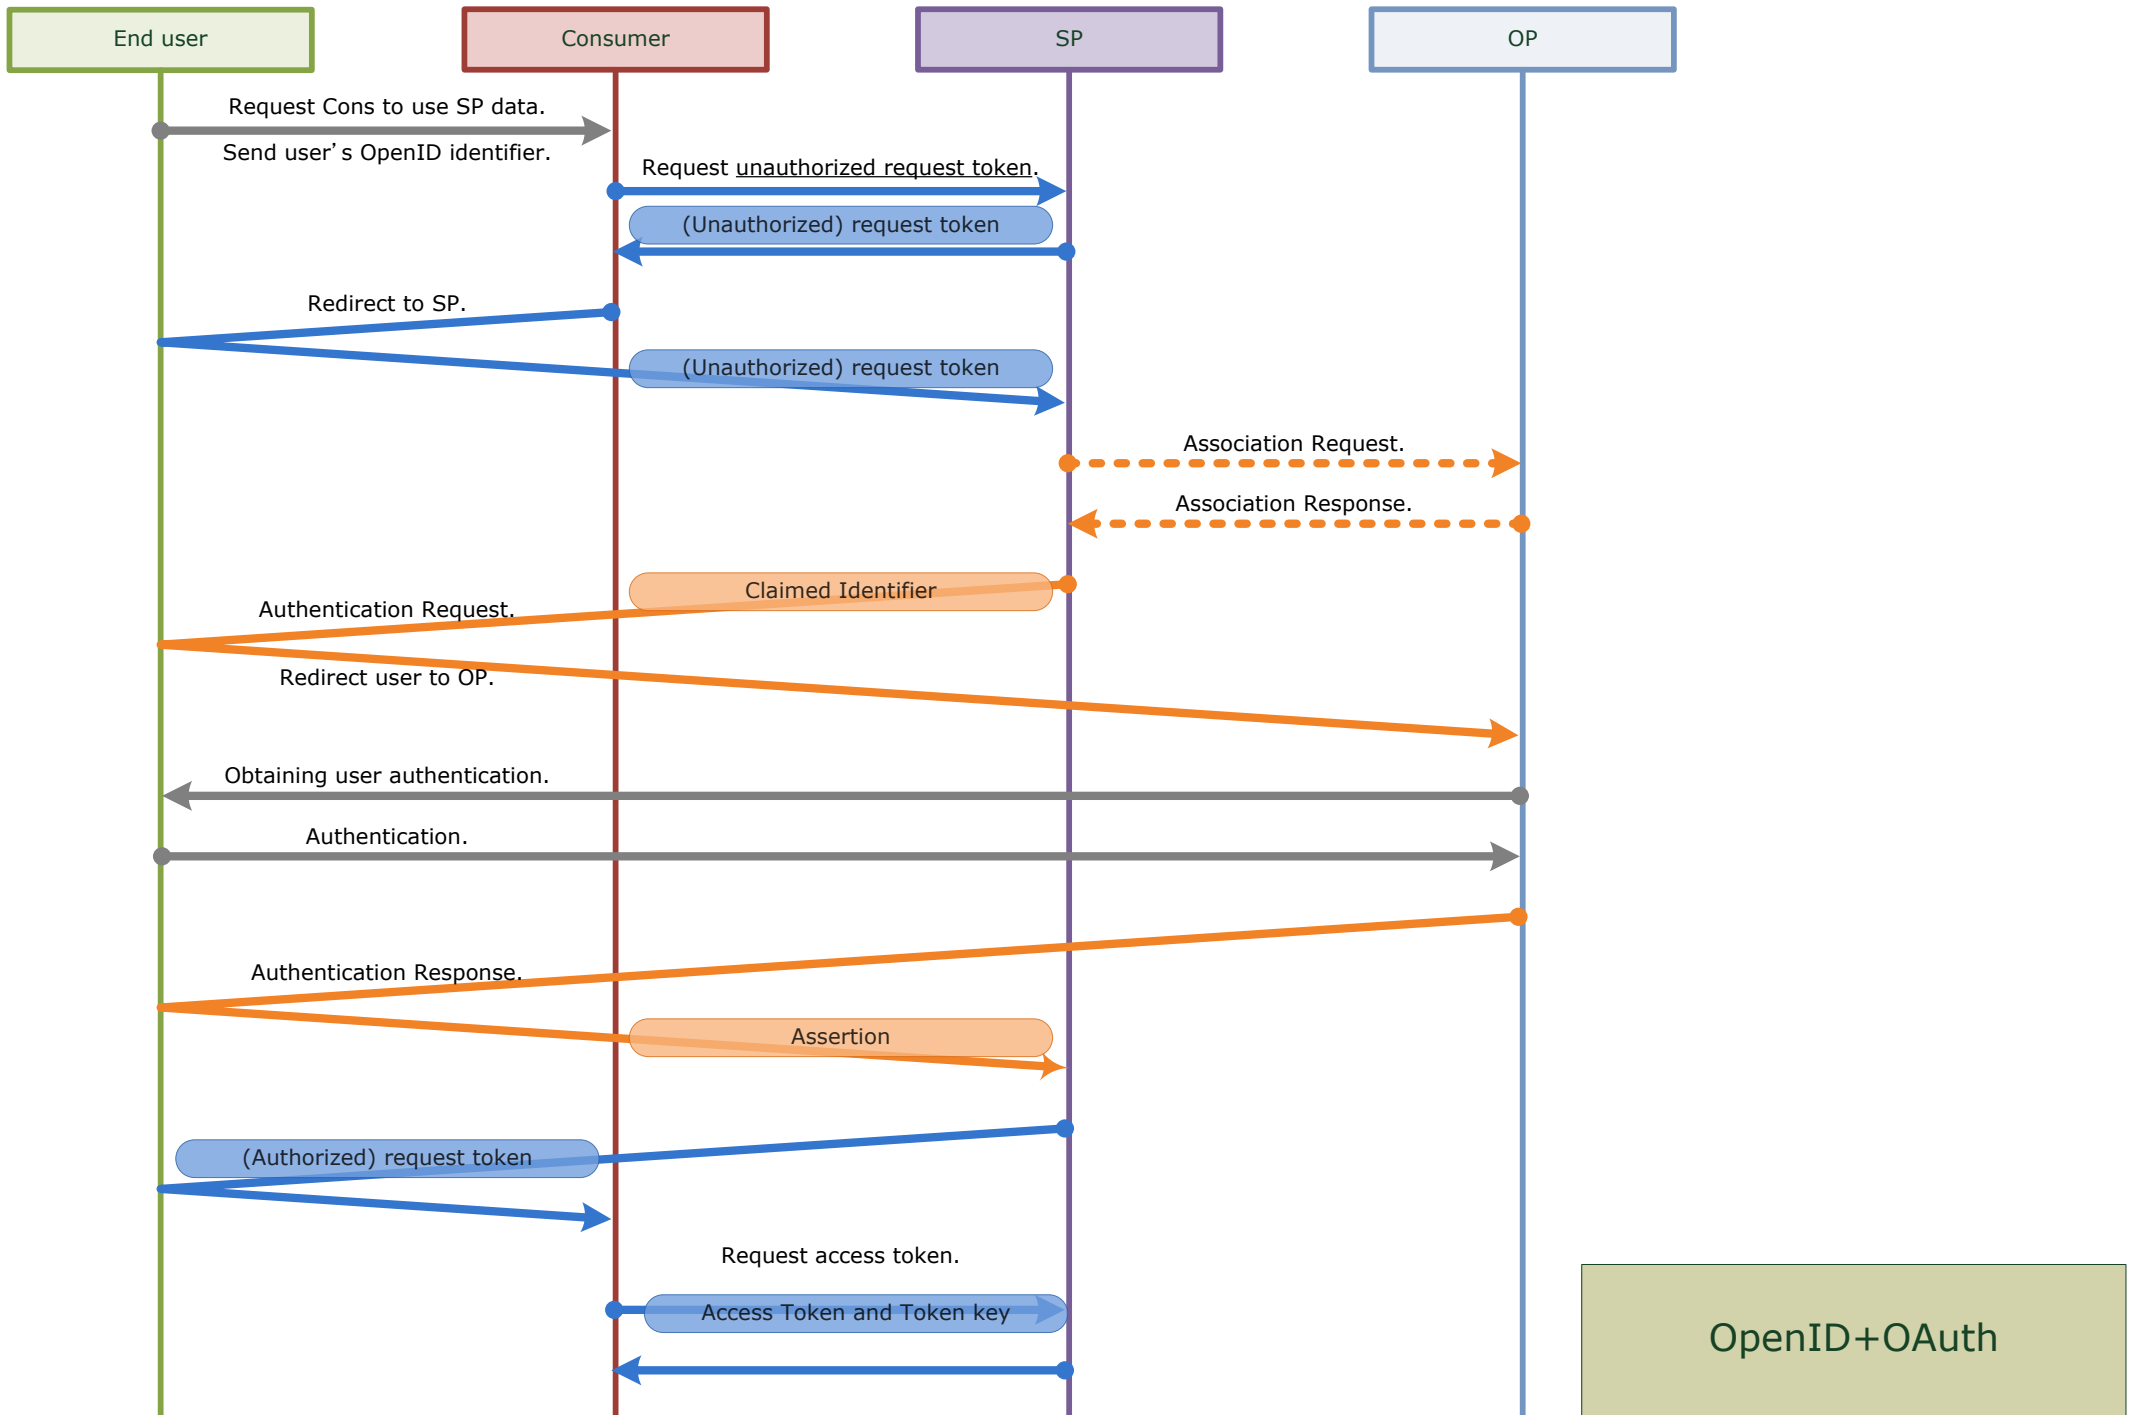 End user
Consumer
SP
OP
Request Cons to use SP data.
Send user’s OpenID identifier.
Request unauthorized request token.
(Unauthorized) request token
Redirect to SP.
(Unauthorized) request token
Association Request.
Association Response.
Claimed Identifier
Authentication Request.
Redirect user to OP.
Obtaining user authentication.
Authentication.
Authentication Response.
Assertion
(Authorized) request token
Request access token.
Access Token and Token key
OpenID+OAuth